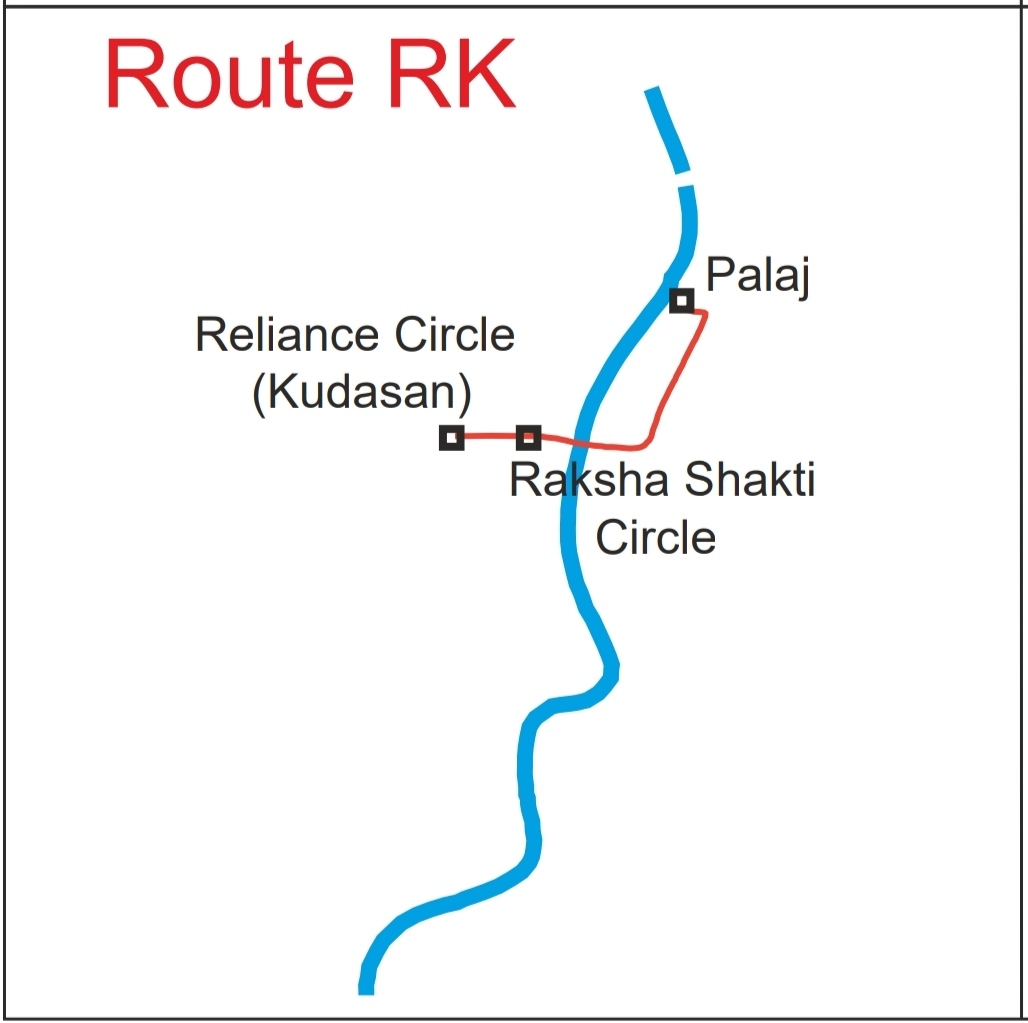 Route RK
Palaj
Reliance Circle
(Kudasan)
Raksha Shakti
Circle